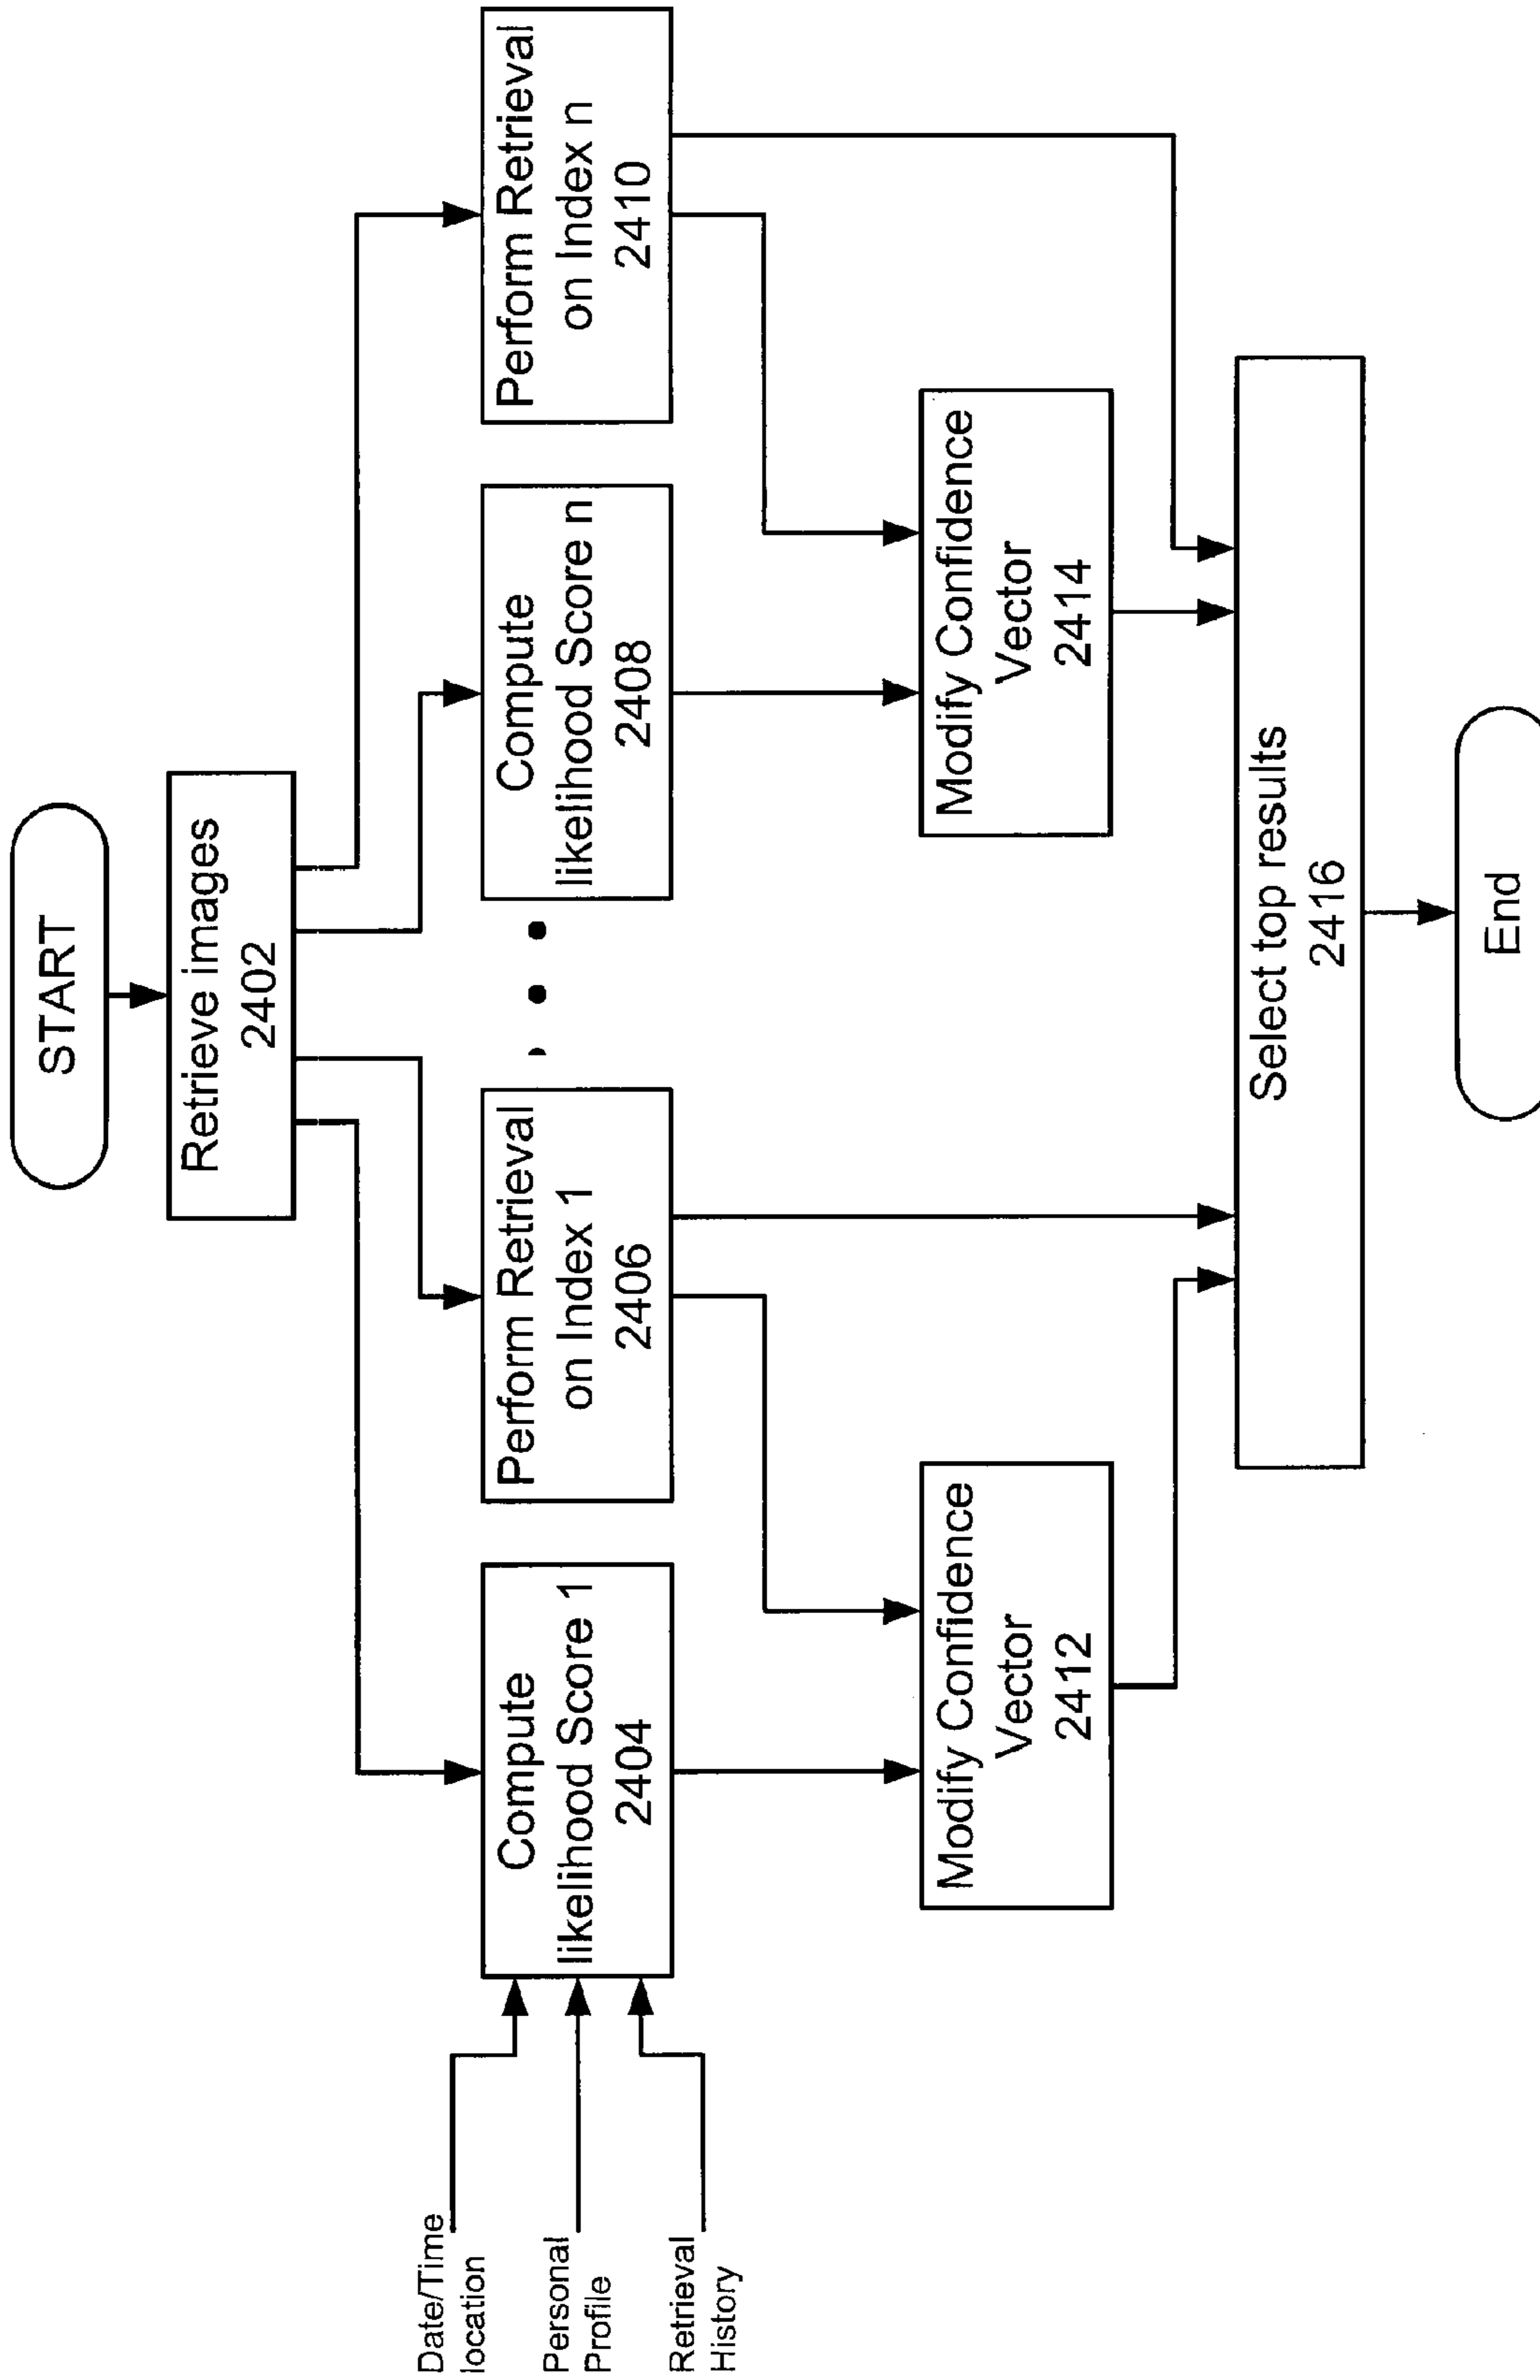 START
Retrieve images
2402
Date/Time
location
Personal
Profile
Retrieval
History
Compute
likelihood Score 1
2404
Perform Retrieval
on Index 1
2406
Compute
likelihood Score n
2408
Perform Retrieval
on Index n
2410
Modify Confidence
Vector
2412
Modify Confidence
Vector
2414
Select top results
2416
End